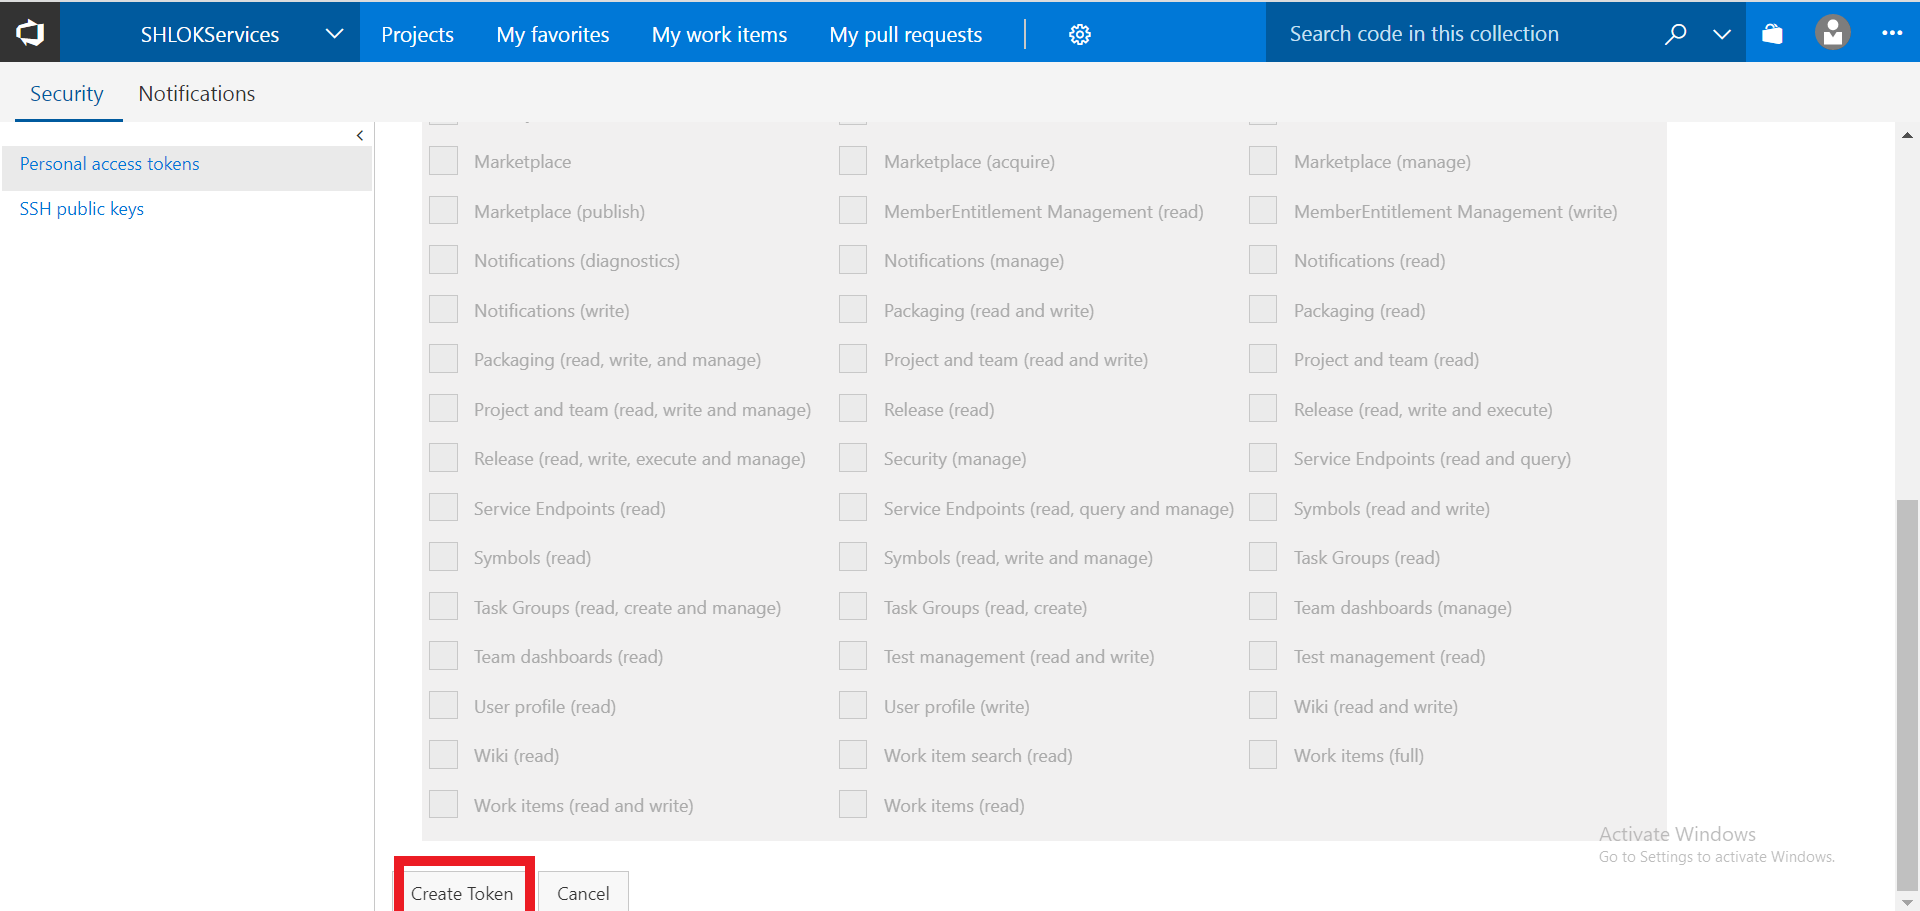 SHLOKServices Projects My favorites My work items My pull requests Search code in this collection
Security Notifications
Personal access tokens
SSH public keys
Marketplace Marketplace (acquire) Marketplace (manage)
Marketplace (publish) MemberEntitlement Management (read) MemberEntitlement Management (write)
Notifications (diagnostics) Notifications (manage) Notifications (read)
Notifications (write) Packaging (read and write) Packaging (read)
Packaging (read, write, and manage) Project and team (read and write) Project and team (read)
Project and team (read, write and manage) Release (read) Release (read, write and execute)
Release (read, write, execute and manage) Security (manage) Service Endpoints (read and query)
Service Endpoints (read) Service Endpoints (read, query and manage) Symbols (read and write)
Symbols (read) Symbols (read, write and manage) Task Groups (read)
Task Groups (read, create and manage) Task Groups (read, create) Team dashboards (manage)
Team dashboards (read) Test management (read and write) Test management (read)
User profile (read) User profile (write) Wiki (read and write)
Wiki (read) Work item search (read) Work items (full)
Work items (read and write) Work items (read)
Activate Windows
Go to Settings to activate Windows.
Create Token Cancel